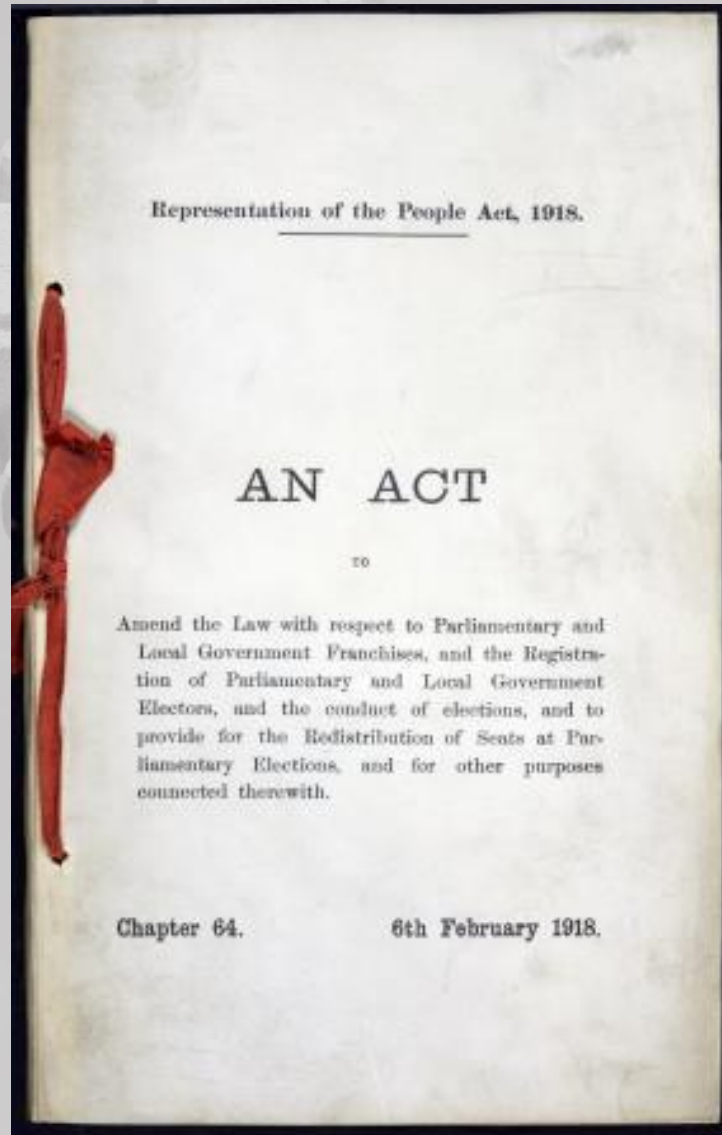 Representation of the People Act, 1918.
AN ACT
TO
Amend the Law with respect to Parliamentary and
Local Government Franchises, and the Registra-
tion of Parliamentary and Local Government
Electors, and the conduct of elections, and to
provide for the Redistribution of Seats at Par-
liamentary Elections, and for other purposes
connected therewith.
Chapter 64. 6th February 1918.